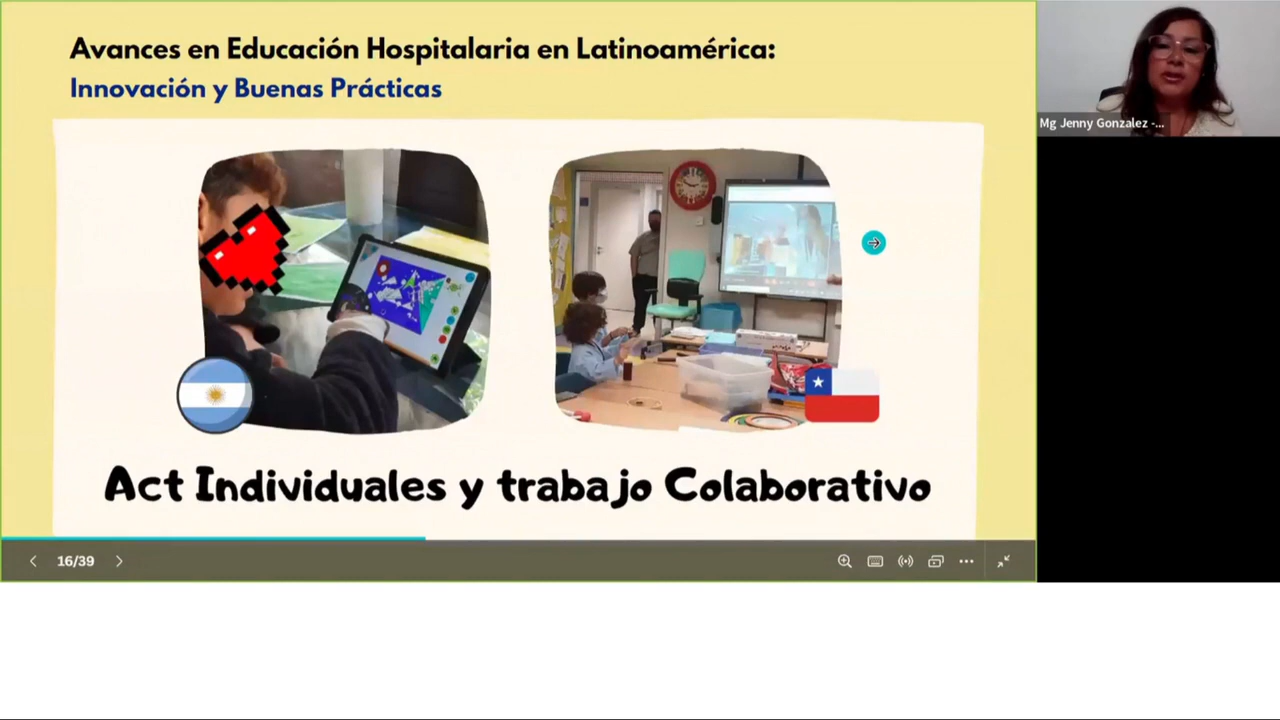 Avances en Educación Hospitalaria en Latinoamérica:
Innovación y Buenas Prácticas
Mg Jenny Gonzalez -...
Act Individuales y trabajo Colaborativo
16/39